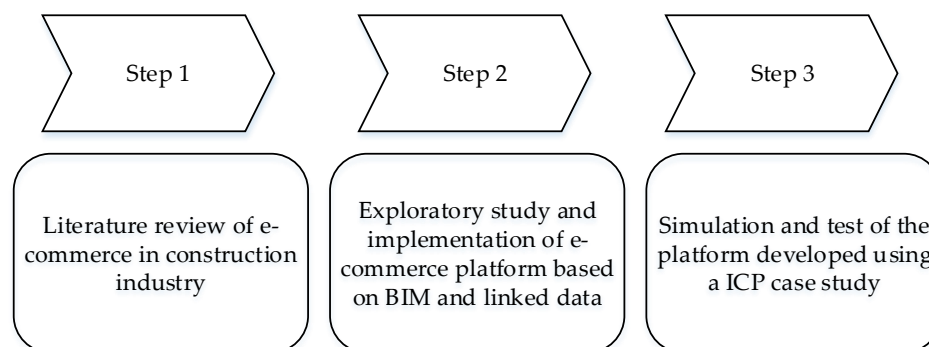 Step 1
Step 2
Step 3
Literature review of e-
commerce in construction
industry
Exploratory study and
implementation of e-
commerce platform based
on BIM and linked data
Simulation and test of the
platform developed using
a ICP case study